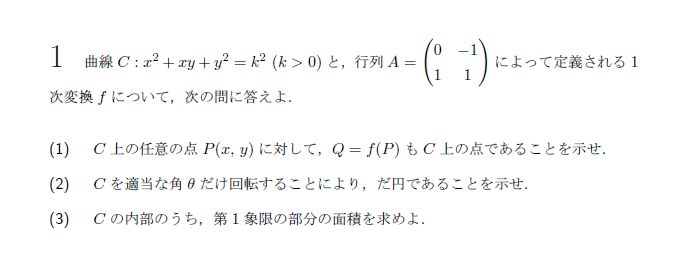 1 曲線 C : x² + xy + y² = k² (k > 0) と，行列 A = \begin{pmatrix} 0 & -1 \\ 1 & 1 \end{pmatrix} によって定義される 1
次変換 f について，次の問に答えよ．
(1) C 上の任意の点 P(x, y) に対して，Q = f(P) も C 上の点であることを示せ．
(2) C を適当な角 θ だけ回転することにより，だ円であることを示せ．
(3) C の内部のうち，第 1 象限の部分の面積を求めよ．